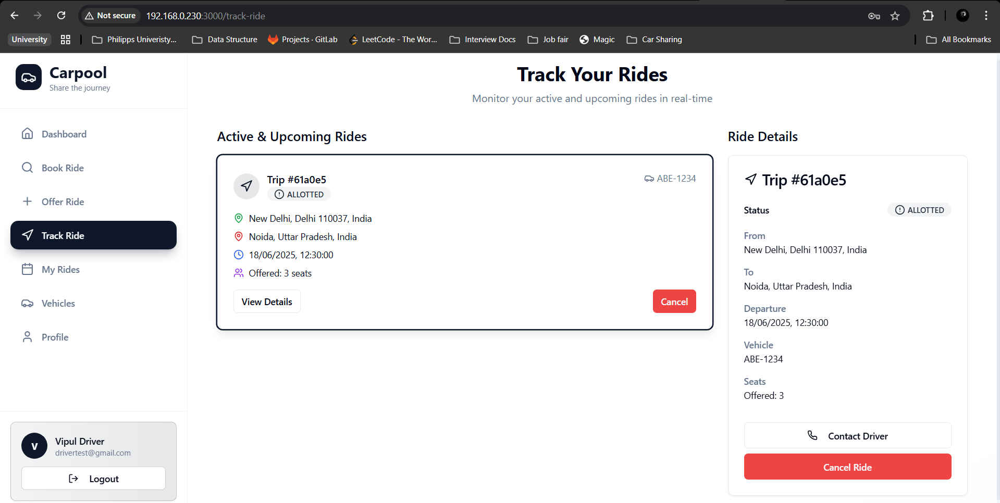 Not secure
192.168.0.230:3000/track-ride
University
Philipps Univeristy...
Data Structure
Projects · GitLab
LeetCode - The Wor...
Interview Docs
Job fair
Magic
Car Sharing
All Bookmarks
Carpool
Share the journey
Dashboard
Book Ride
Offer Ride
Track Ride
My Rides
Vehicles
Profile
V
Vipul Driver
drivertest@gmail.com
Logout
Track Your Rides
Monitor your active and upcoming rides in real-time
Active & Upcoming Rides
Trip #61a0e5
ALLOTTED
ABE-1234
New Delhi, Delhi 110037, India
Noida, Uttar Pradesh, India
18/06/2025, 12:30:00
Offered: 3 seats
View Details
Cancel
Ride Details
Trip #61a0e5
Status
ALLOTTED
From
New Delhi, Delhi 110037, India
To
Noida, Uttar Pradesh, India
Departure
18/06/2025, 12:30:00
Vehicle
ABE-1234
Seats
Offered: 3
Contact Driver
Cancel Ride